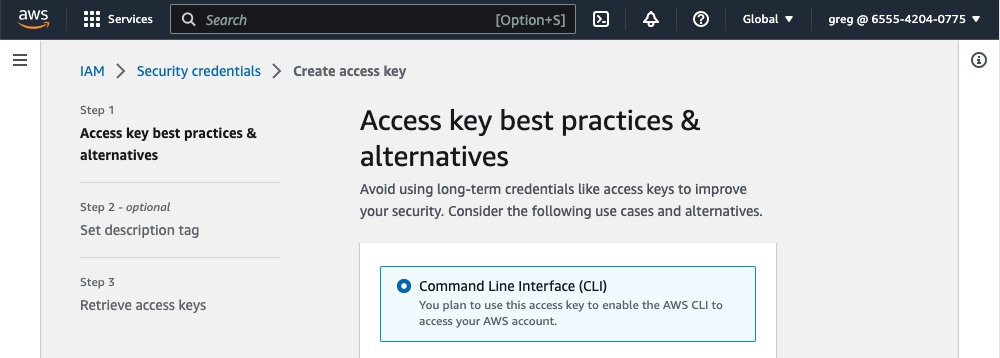 aws Services Search [Option+S] Global greg @ 6555-4204-0775
IAM Security credentials Create access key
Step 1
Access key best practices &
alternatives
Step 2 - optional
Set description tag
Step 3
Retrieve access keys
Access key best practices &
alternatives
Avoid using long-term credentials like access keys to improve
your security. Consider the following use cases and alternatives.
Command Line Interface (CLI)
You plan to use this access key to enable the AWS CLI to
access your AWS account.